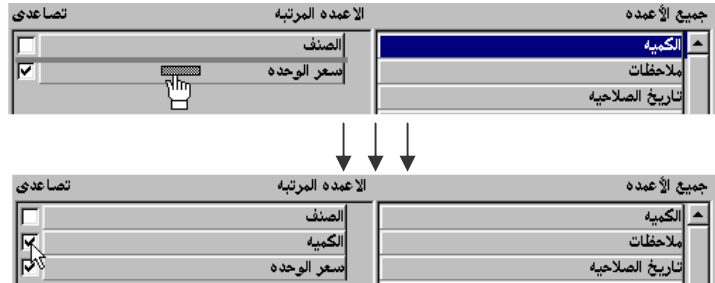 جميع الأعمده الاعمده المرتبه تصاعدى
الكميه الصنف
ملاحظات سعر الوحده
تاريخ الصلاحيه
جميع الأعمده الاعمده المرتبه تصاعدى
الكميه الصنف
ملاحظات الكميه
تاريخ الصلاحيه سعر الوحده